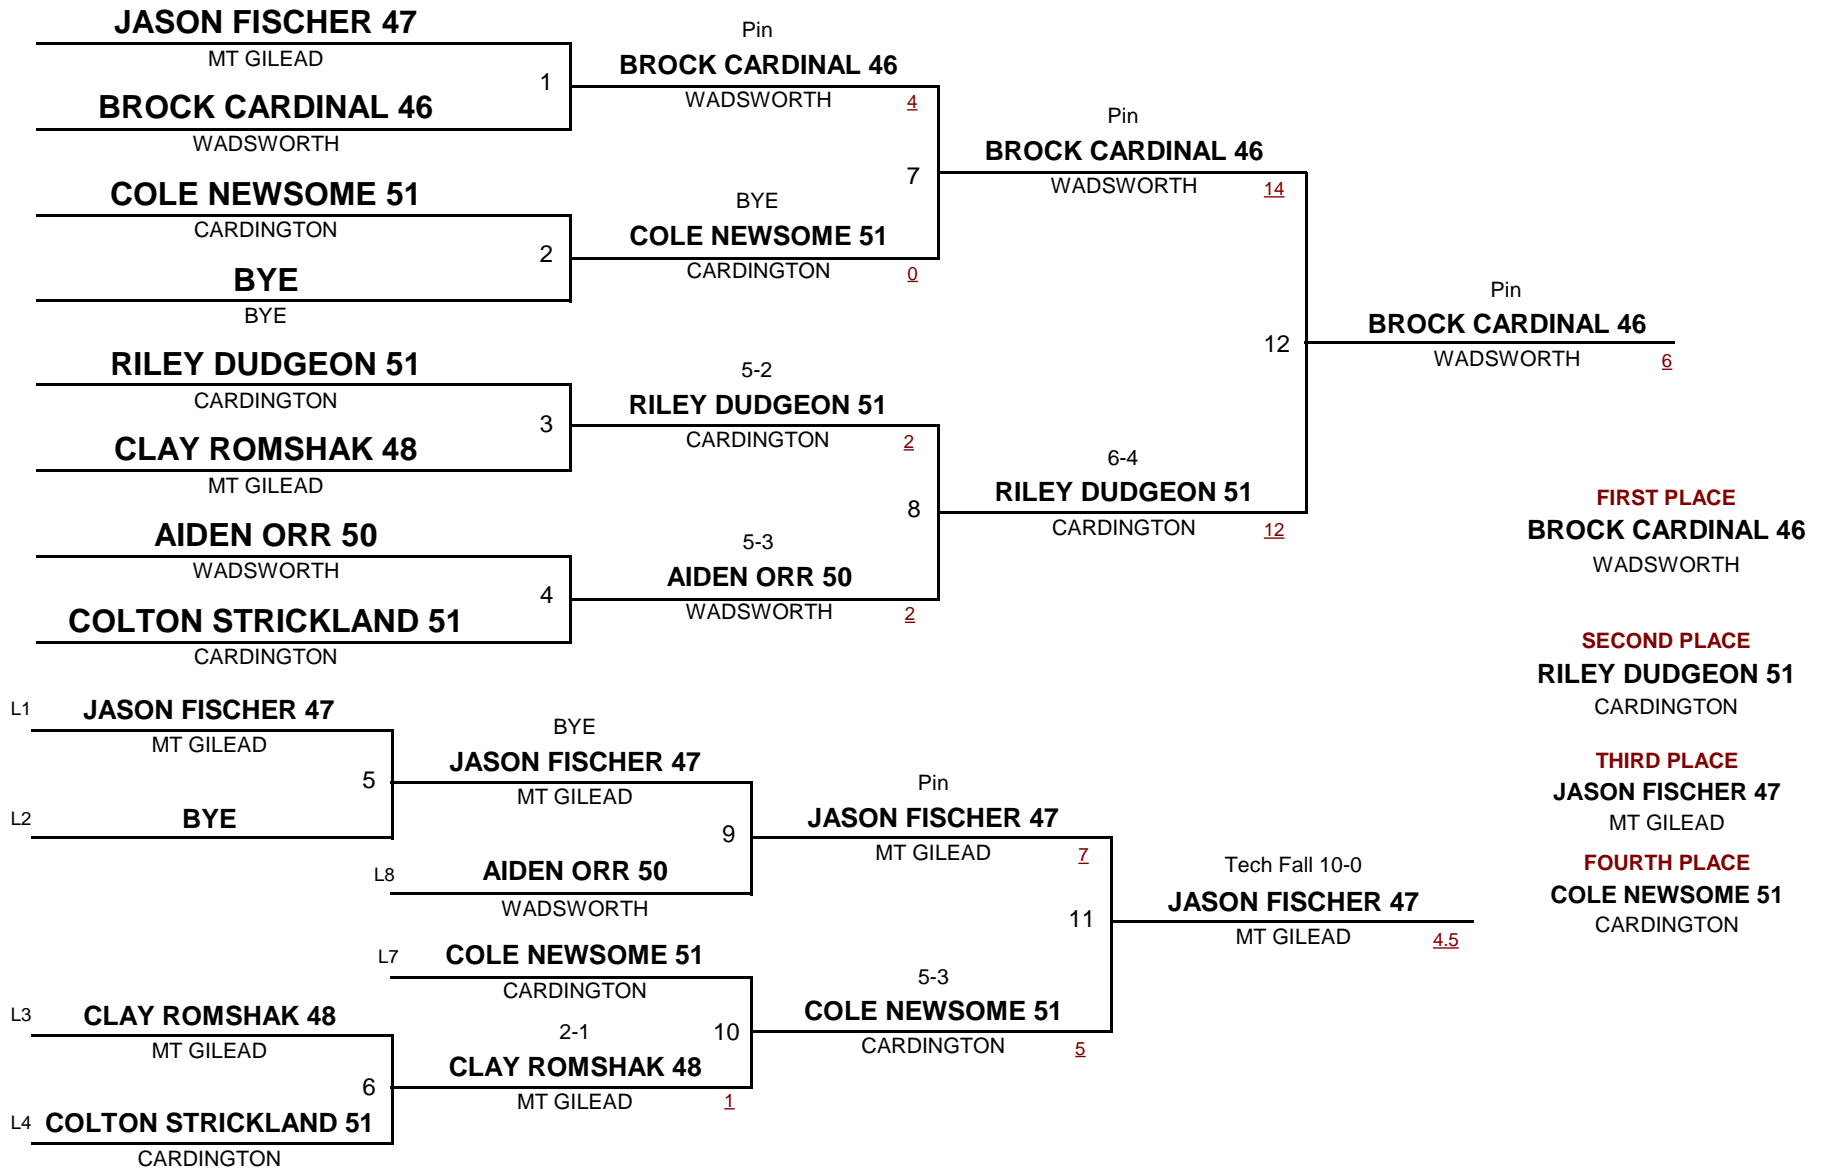 JASON FISCHER 47
MT GILEAD
1
BROCK CARDINAL 46
WADSWORTH
COLE NEWSOME 51
CARDINGTON
2
BYE
BYE
RILEY DUDGEON 51
CARDINGTON
3
CLAY ROMSHAK 48
MT GILEAD
AIDEN ORR 50
WADSWORTH
4
COLTON STRICKLAND 51
CARDINGTON
Pin
BROCK CARDINAL 46
WADSWORTH 4
7
BYE
COLE NEWSOME 51
CARDINGTON 0
5-2
RILEY DUDGEON 51
CARDINGTON 2
8
5-3
AIDEN ORR 50
WADSWORTH 2
Pin
BROCK CARDINAL 46
WADSWORTH 14
12
6-4
RILEY DUDGEON 51
CARDINGTON 12
Pin
BROCK CARDINAL 46
WADSWORTH 6
FIRST PLACE
BROCK CARDINAL 46
WADSWORTH
SECOND PLACE
RILEY DUDGEON 51
CARDINGTON
THIRD PLACE
JASON FISCHER 47
MT GILEAD
FOURTH PLACE
COLE NEWSOME 51
CARDINGTON
L1 JASON FISCHER 47
MT GILEAD
5
L2 BYE
L3 CLAY ROMSHAK 48
MT GILEAD
6
L4 COLTON STRICKLAND 51
CARDINGTON
BYE
JASON FISCHER 47
MT GILEAD
9
L8 AIDEN ORR 50
WADSWORTH
L7 COLE NEWSOME 51
CARDINGTON
2-1 10
CLAY ROMSHAK 48
MT GILEAD 1
Pin
JASON FISCHER 47
MT GILEAD 7
11
5-3
COLE NEWSOME 51
CARDINGTON 5
Tech Fall 10-0
JASON FISCHER 47
MT GILEAD 4.5